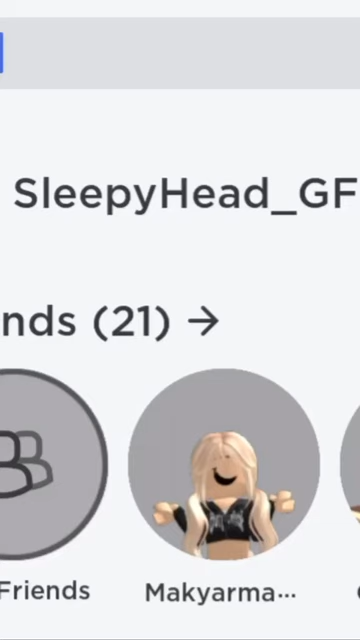 SleepyHead_GF
nds (21) →
Friends
Makyarma...